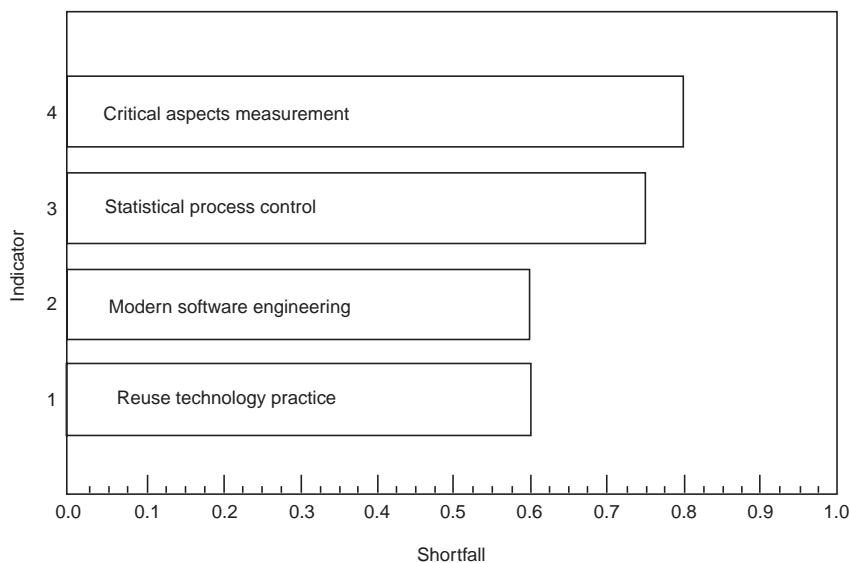 4
Critical aspects measurement
3
Statistical process control
Indicator
2
Modern software engineering
1
Reuse technology practice
0.0 0.1 0.2 0.3 0.4 0.5 0.6 0.7 0.8 0.9 1.0
Shortfall